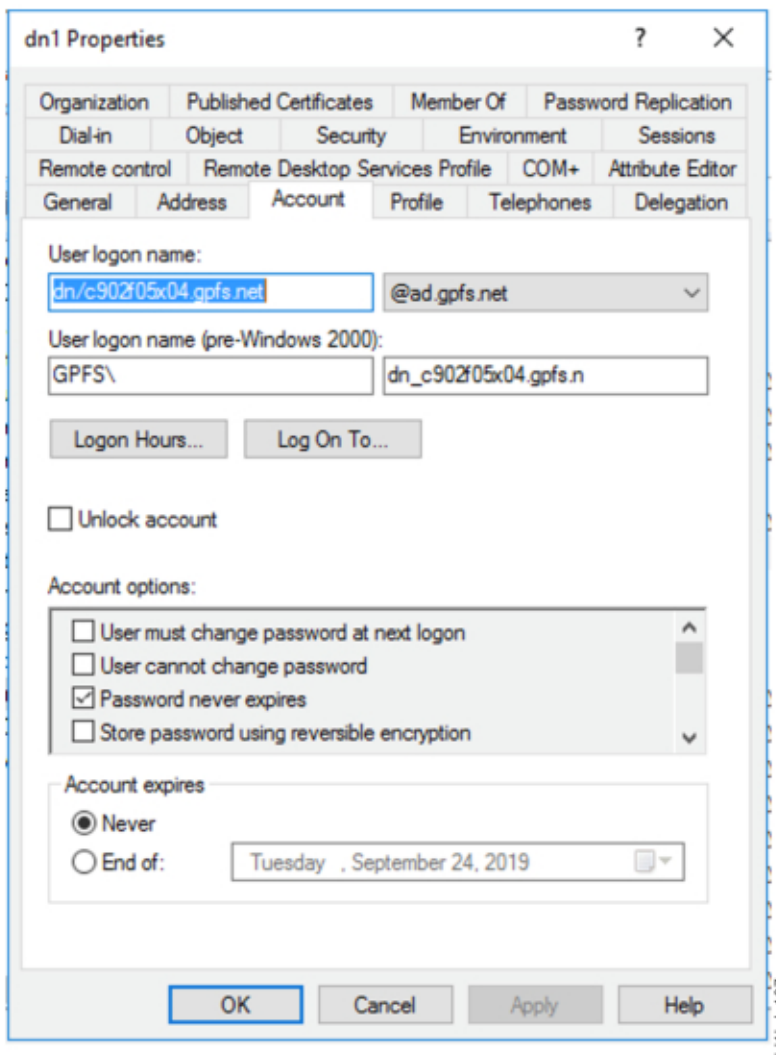 dn1 Properties ?
Organization Published Certificates Member Of Password Replication
Dial-in Object Security Environment Sessions
Remote control Remote Desktop Services Profile COM+ Attribute Editor
General Address Account Profile Telephones Delegation
User logon name:
dn/c902f05x04.gpfs.net @ad.gpfs.net
User logon name (pre-Windows 2000):
GPFS\ dn_c902f05x04.gpfs.n
Logon Hours... Log On To...
Unlock account
Account options:
User must change password at next logon
User cannot change password
Password never expires
Store password using reversible encryption
Account expires
Never
End of: Tuesday , September 24, 2019
OK Cancel Apply Help